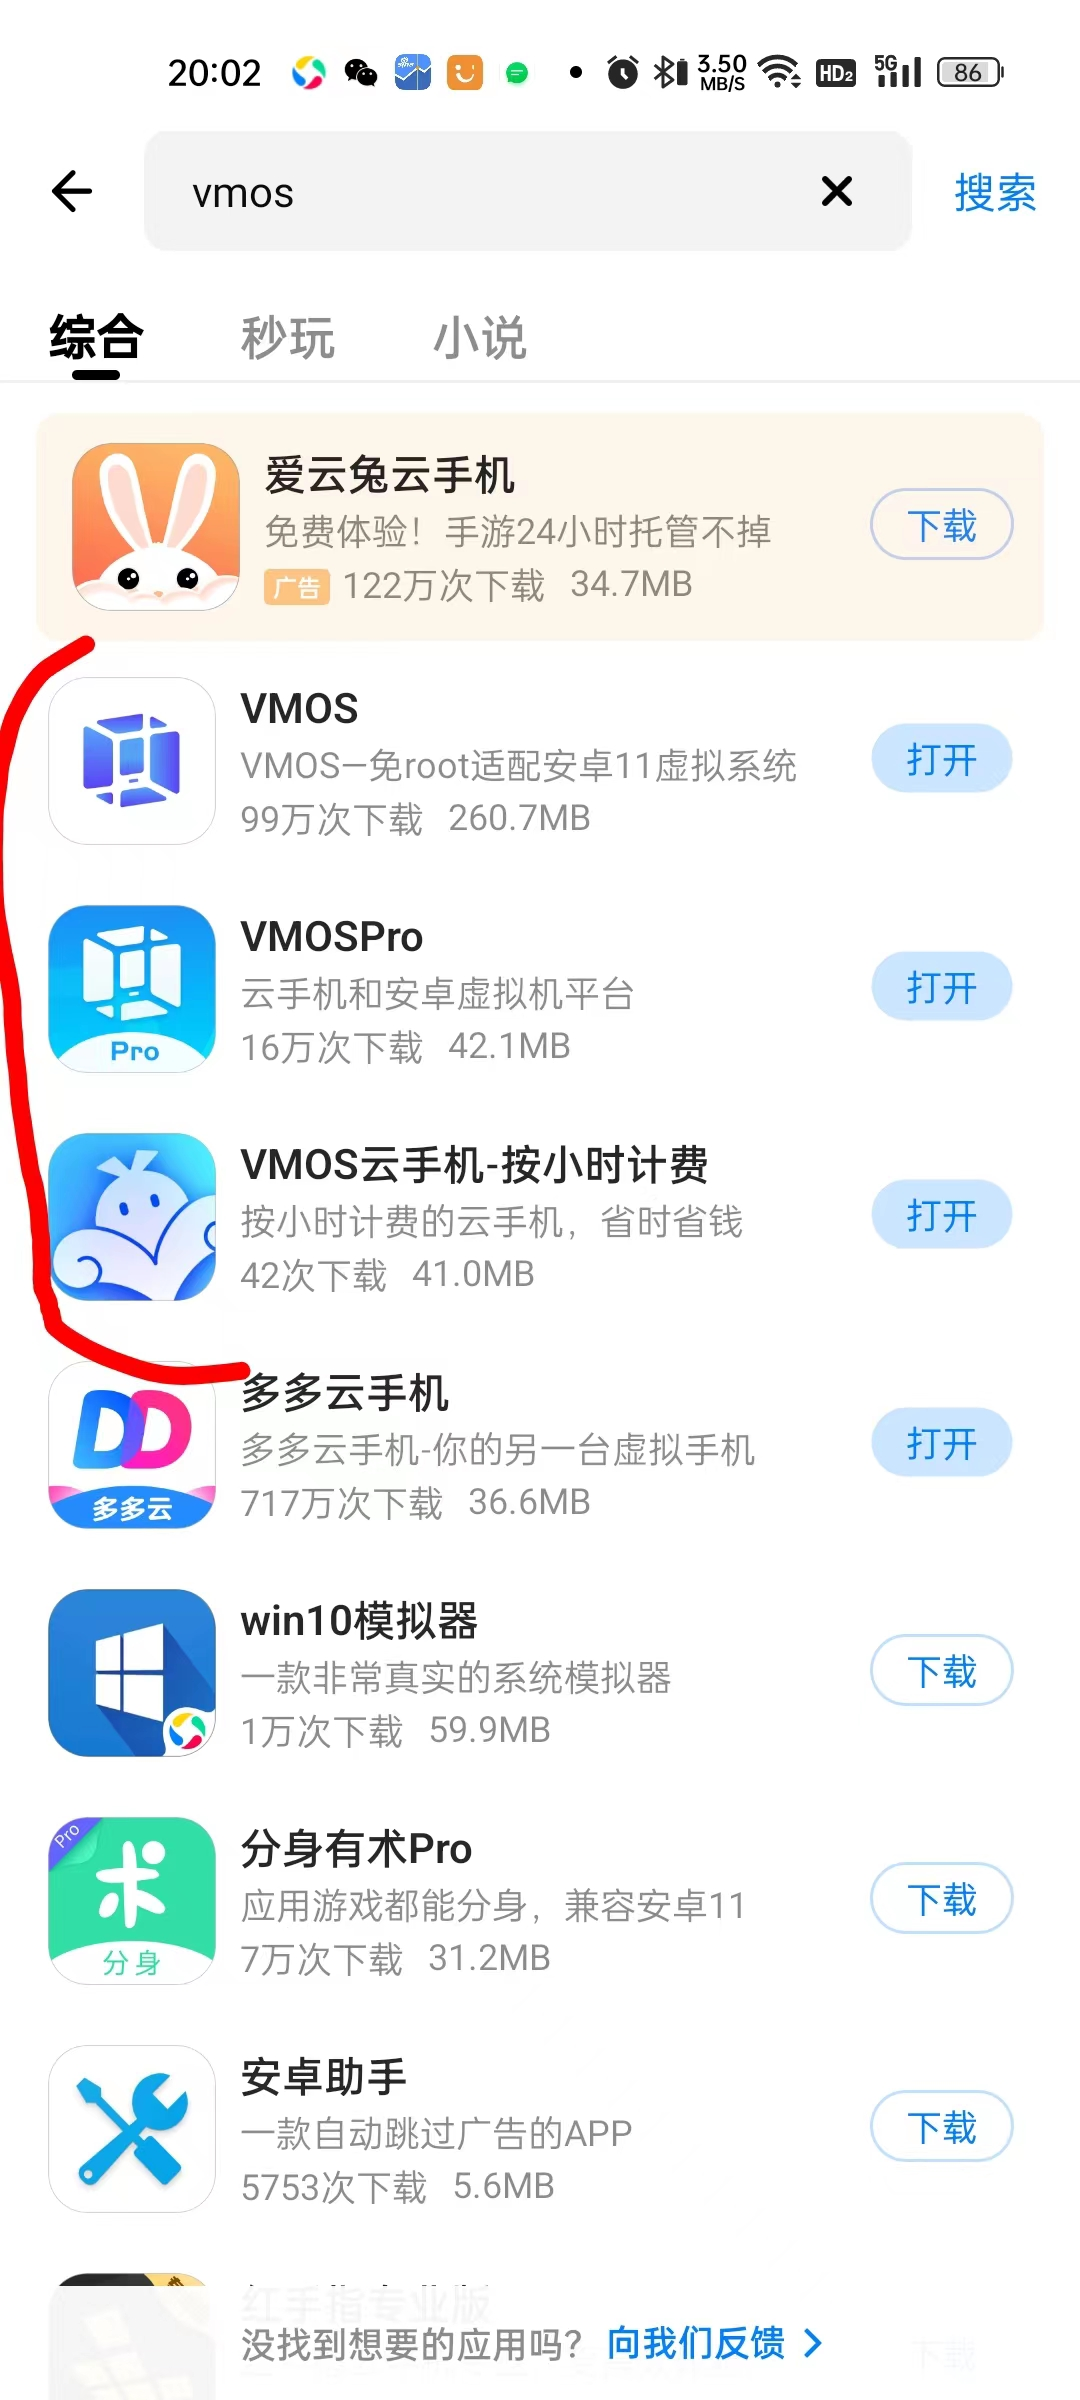 20:02
3.50
MB/S
HD2
5G
86
vmos
搜索
综合
秒玩
小说
爱云兔云手机
免费体验！手游24小时托管不掉
下载
广告 122万次下载 34.7MB
VMOS
VMOS—免root适配安卓11虚拟系统
打开
99万次下载 260.7MB
VMOSPro
云手机和安卓虚拟机平台
打开
Pro
16万次下载 42.1MB
VMOS云手机-按小时计费
按小时计费的云手机，省时省钱
打开
42次下载 41.0MB
多多云手机
DD
多多云手机-你的另一台虚拟手机
打开
多多云
717万次下载 36.6MB
win10模拟器
一款非常真实的系统模拟器
下载
1万次下载 59.9MB
Pro
分身有术Pro
术
应用游戏都能分身，兼容安卓11
下载
分身
7万次下载 31.2MB
安卓助手
一款自动跳过广告的APP
下载
5753次下载 5.6MB
红手指专业版
没找到想要的应用吗？ 向我们反馈
下载